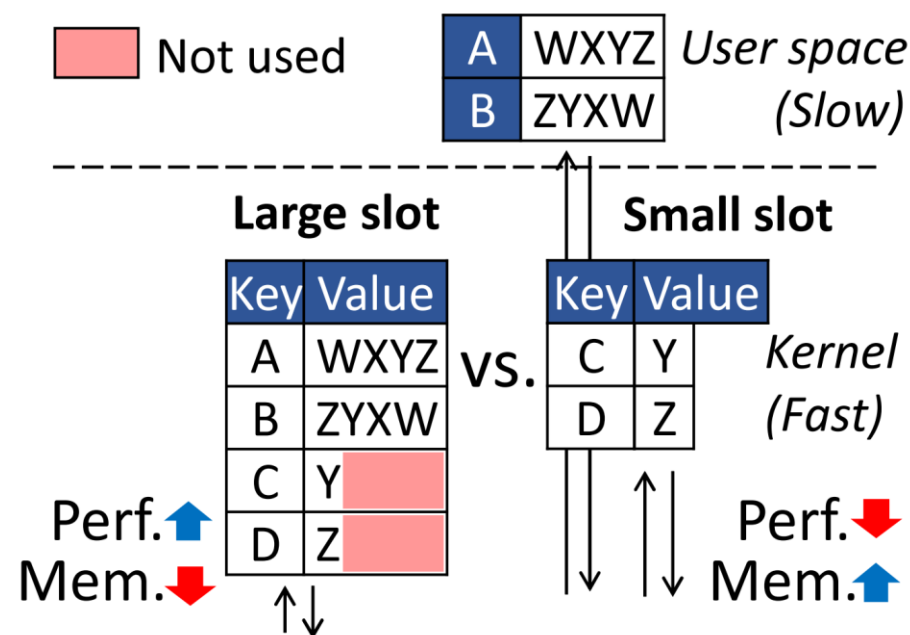 Not used
A WXYZ
B ZYXW
User space
(Slow)
Large slot
Key Value
A WXYZ
B ZYXW
C Y
D Z
Perf.
Mem.
vs.
Small slot
Key Value
C Y
D Z
Kernel
(Fast)
Perf.
Mem.